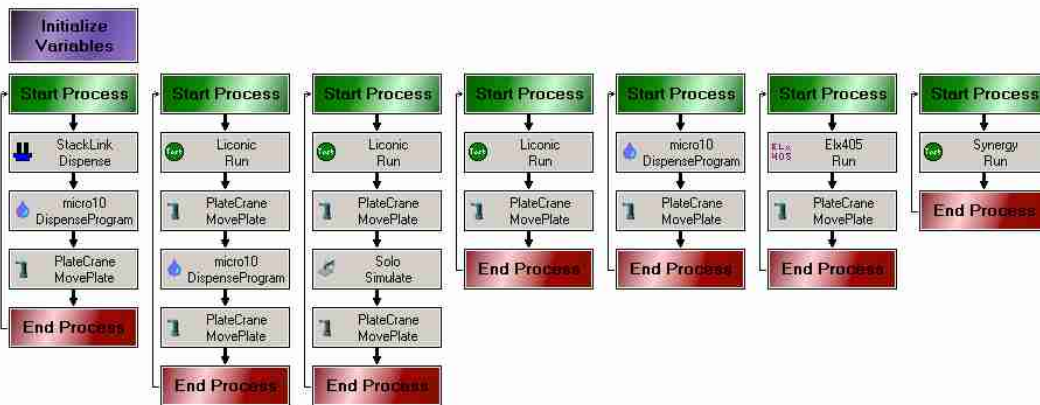 Initialize
Variables
Start Process
StackLink
Dispense
micro10
DispenseProgram
PlateCrane
MovePlate
End Process
Start Process
Liconic
Run
PlateCrane
MovePlate
micro10
DispenseProgram
PlateCrane
MovePlate
End Process
Start Process
Liconic
Run
PlateCrane
MovePlate
Solo
Simulate
PlateCrane
MovePlate
End Process
Start Process
Liconic
Run
PlateCrane
MovePlate
End Process
Start Process
micro10
DispenseProgram
PlateCrane
MovePlate
End Process
Start Process
ELx
405
Elx405
Run
PlateCrane
MovePlate
End Process
Start Process
Synergy
Run
End Process